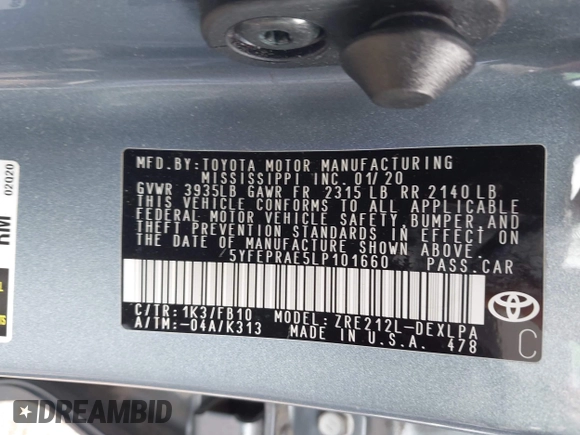 MFD.BY:TOYOTA MOTOR MANUFACTURING
MISSISSIPPI INC. 01/20
GVWR 3935LB GAWR FR 2315 LB RR 2140 LB
THIS VEHICLE CONFORMS TO ALL APPLICABLE
FEDERAL MOTOR VEHICLE SAFETY, BUMPER, AND
THEFT PREVENTION STANDARDS IN EFFECT ON
THE DATE OF MANUFACTURE SHOWN ABOVE.
5YFEPRAE5LP101660 PASS.CAR
C/TR: 1K3/FB10 MODEL: ZRE212L-DEXLPA
A/TM:-04A/K313 MADE IN U.S.A. 478
C
TOYOTA
02020
RM
DREAMBID